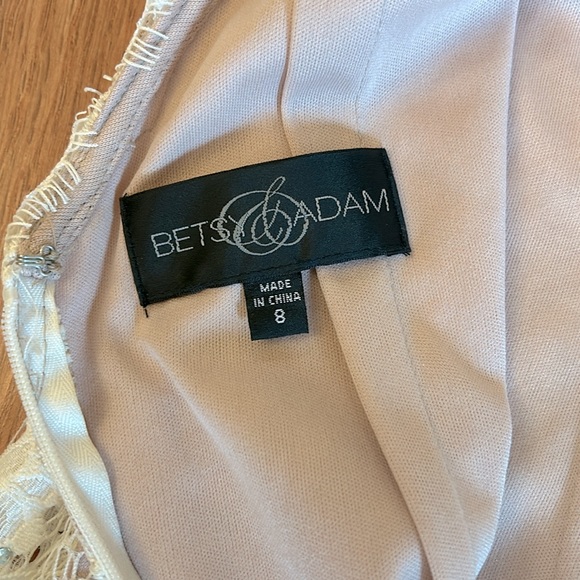 BETSY & ADAM
MADE
IN CHINA
8